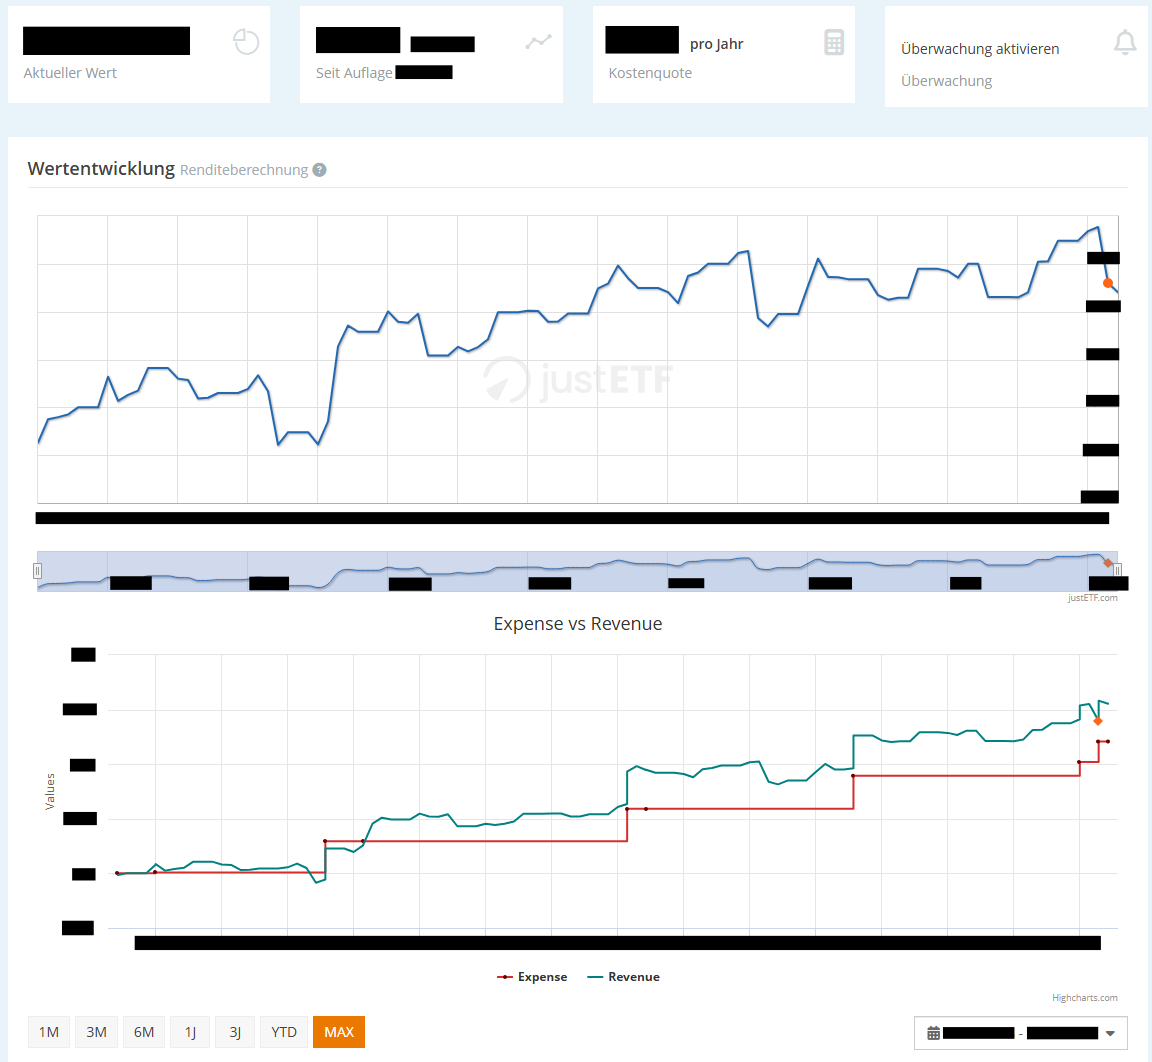 pro Jahr
Überwachung aktivieren
Aktueller Wert
Seit Auflage
Kostenquote
Überwachung
Wertentwicklung Renditeberechnung ?
justETF
justETF.com
Expense vs Revenue
Values
Expense Revenue
Highcharts.com
1M 3M 6M 1J 3J YTD MAX -